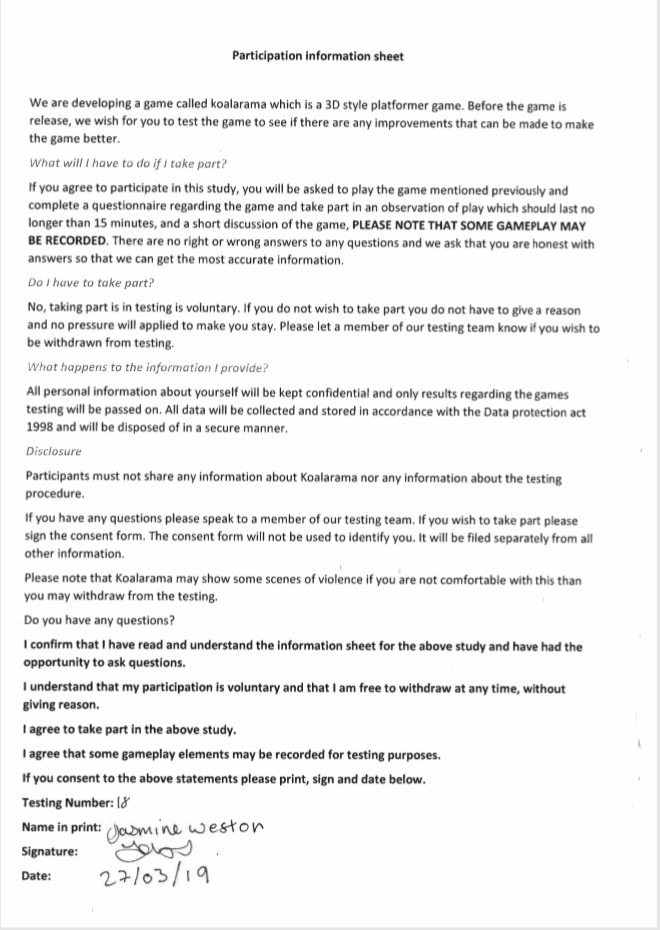 Participation information sheet
We are developing a game called koalarama which is a 3D style platformer game. Before the game is
release, we wish for you to test the game to see if there are any improvements that can be made to make
the game better.
What will I have to do if I take part?
If you agree to participate in this study, you will be asked to play the game mentioned previously and
complete a questionnaire regarding the game and take part in an observation of play which should last no
longer than 15 minutes, and a short discussion of the game, PLEASE NOTE THAT SOME GAMEPLAY MAY
BE RECORDED. There are no right or wrong answers to any questions and we ask that you are honest with
answers so that we can get the most accurate information.
Do I have to take part?
No, taking part is in testing is voluntary. If you do not wish to take part you do not have to give a reason
and no pressure will applied to make you stay. Please let a member of our testing team know if you wish to
be withdrawn from testing.
What happens to the information I provide?
All personal information about yourself will be kept confidential and only results regarding the games
testing will be passed on. All data will be collected and stored in accordance with the Data protection act
1998 and will be disposed of in a secure manner.
Disclosure
Participants must not share any information about Koalarama nor any information about the testing
procedure.
If you have any questions please speak to a member of our testing team. If you wish to take part please
sign the consent form. The consent form will not be used to identify you. It will be filed separately from all
other information.
Please note that Koalarama may show some scenes of violence if you are not comfortable with this than
you may withdraw from the testing.
Do you have any questions?
I confirm that I have read and understand the information sheet for the above study and have had the
opportunity to ask questions.
I understand that my participation is voluntary and that I am free to withdraw at any time, without
giving reason.
I agree to take part in the above study.
I agree that some gameplay elements may be recorded for testing purposes.
If you consent to the above statements please print, sign and date below.
Testing Number: 18
Name in print: Jasmine weston
Signature:
Date: 27/03/19